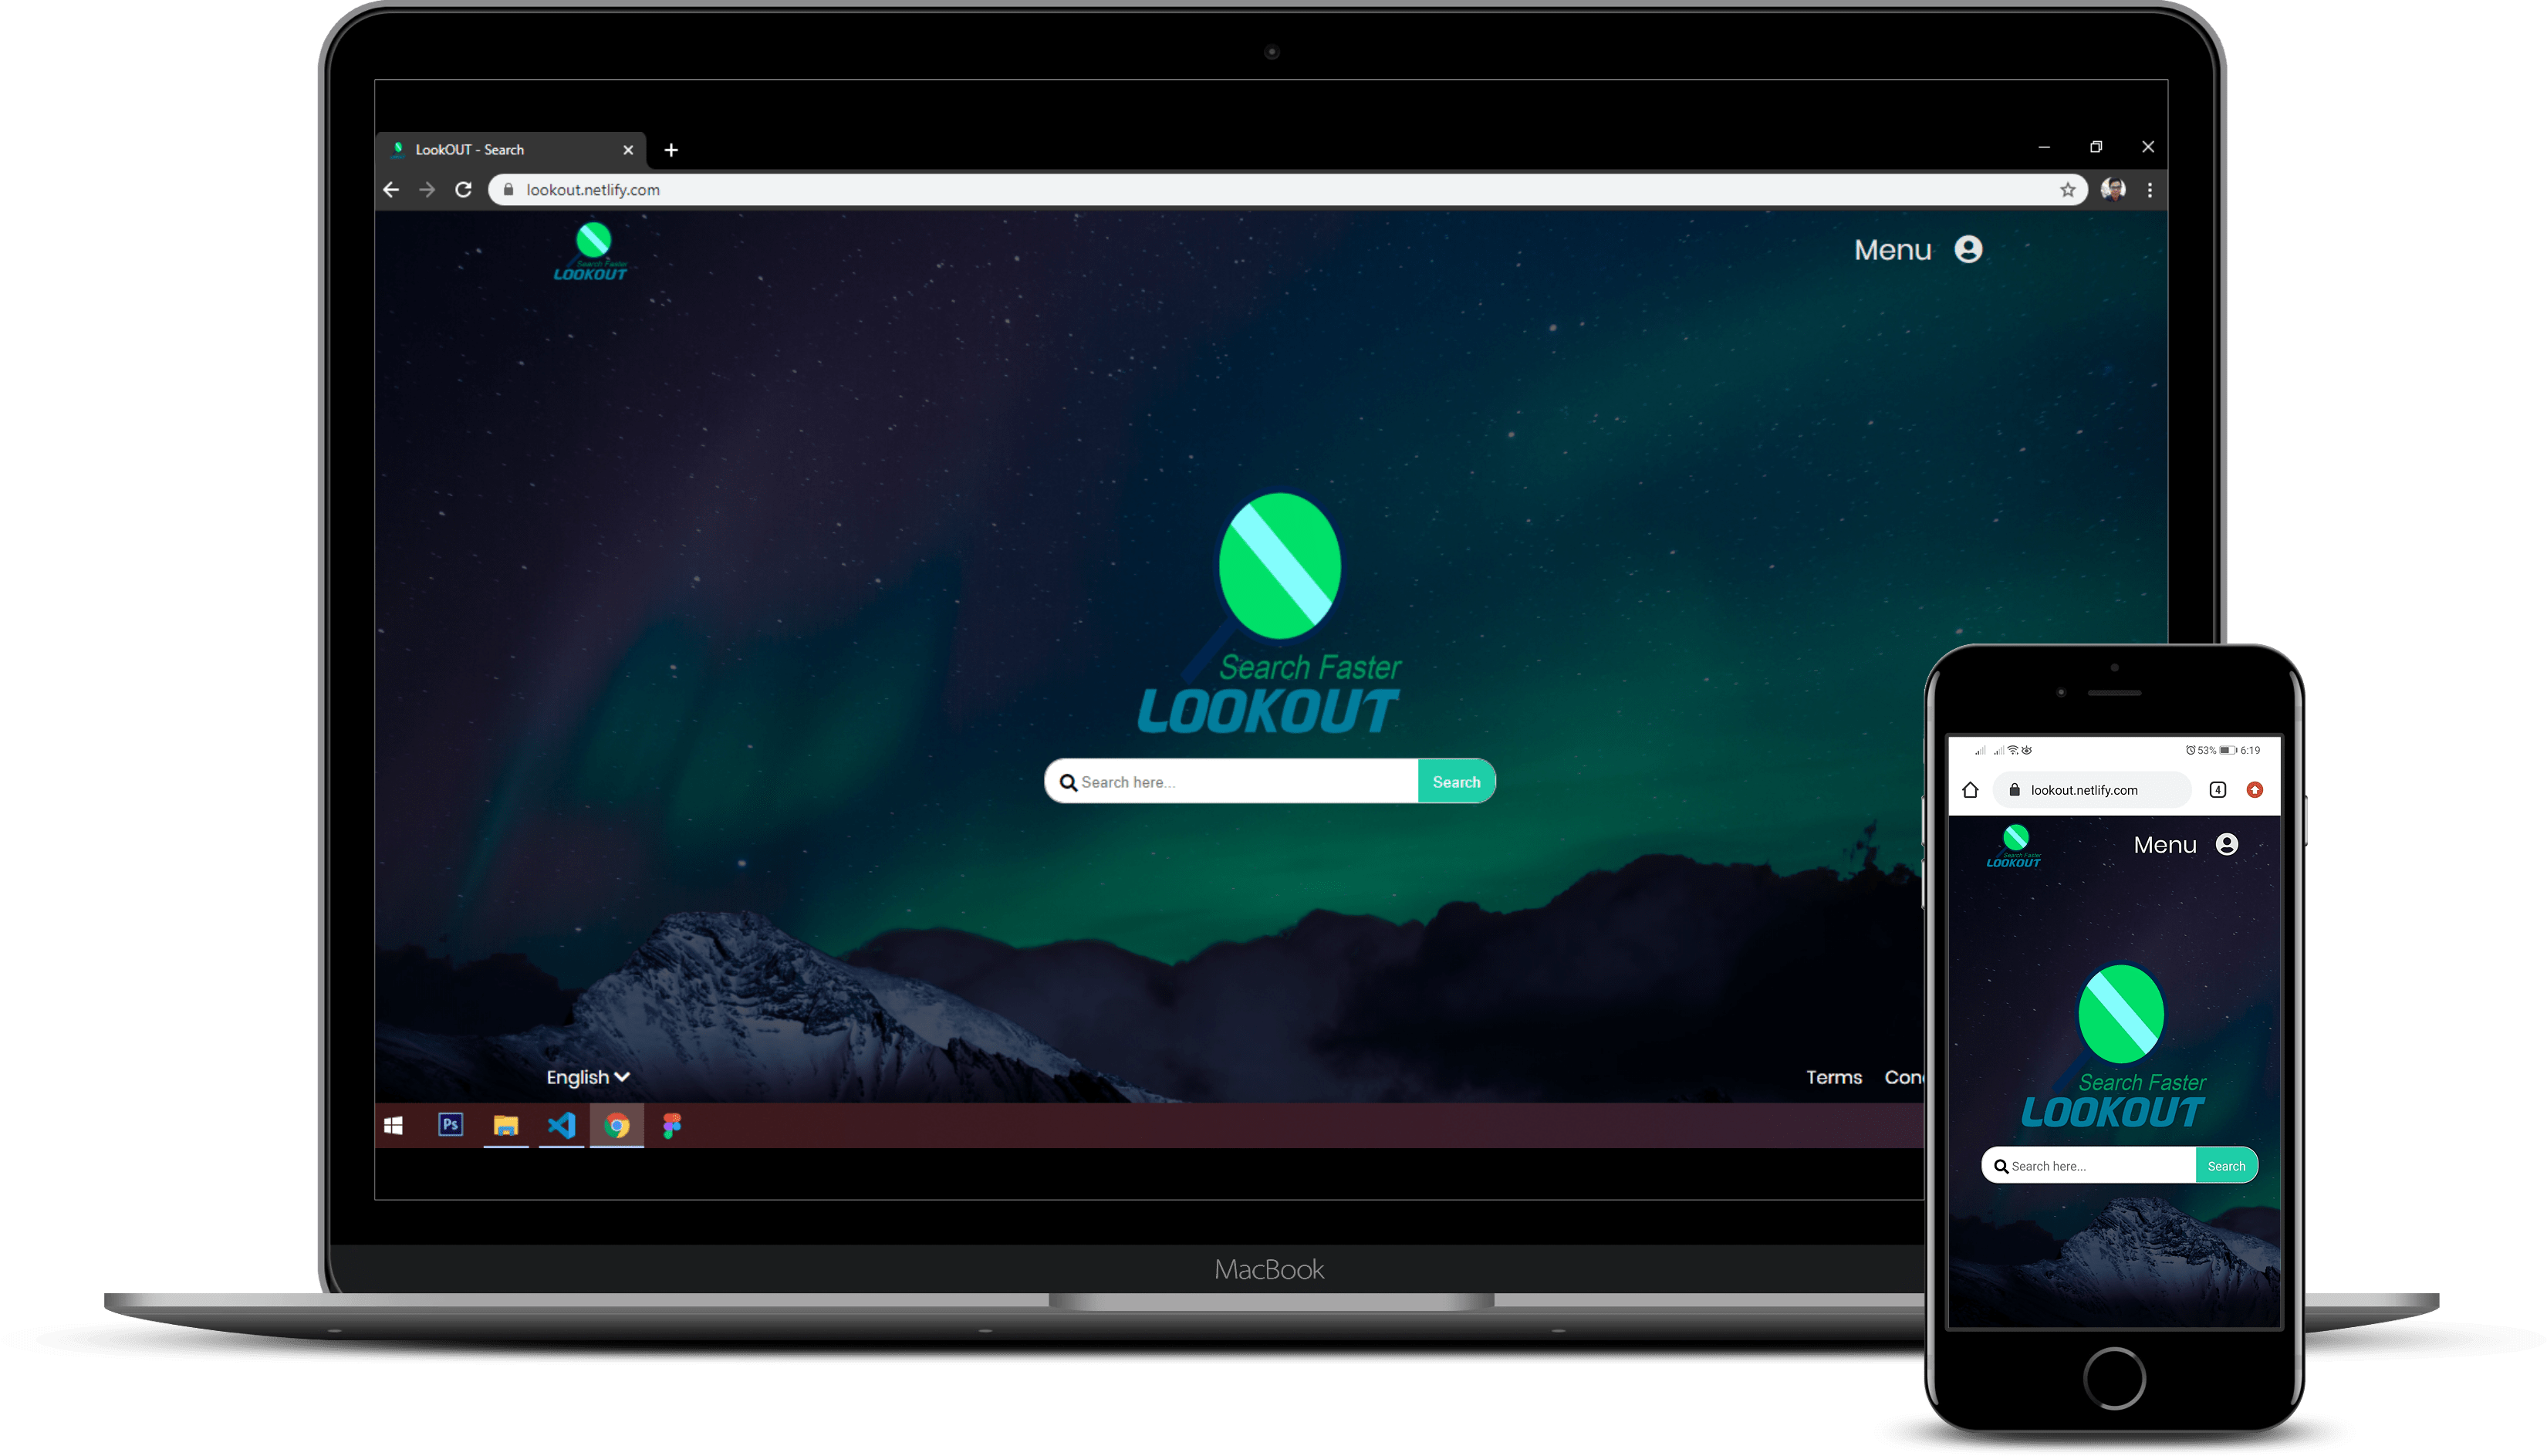 LookOUT - Search
lookout.netlify.com
Search Faster
LOOKOUT
Menu
Search Faster
LOOKOUT
Search here...
Search
English
Terms
Con
Ps
MacBook
53% 6:19
lookout.netlify.com
4
Search Faster
LOOKOUT
Menu
Search Faster
LOOKOUT
Search here...
Search